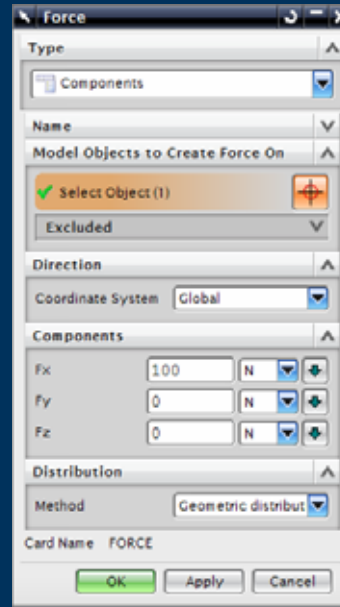 Force
Type
Components
Name
Model Objects to Create Force On
Select Object (1)
Excluded
Direction
Coordinate System Global
Components
Fx 100 N
Fy 0 N
Fz 0 N
Distribution
Method Geometric distribut
Card Name FORCE
OK Apply Cancel